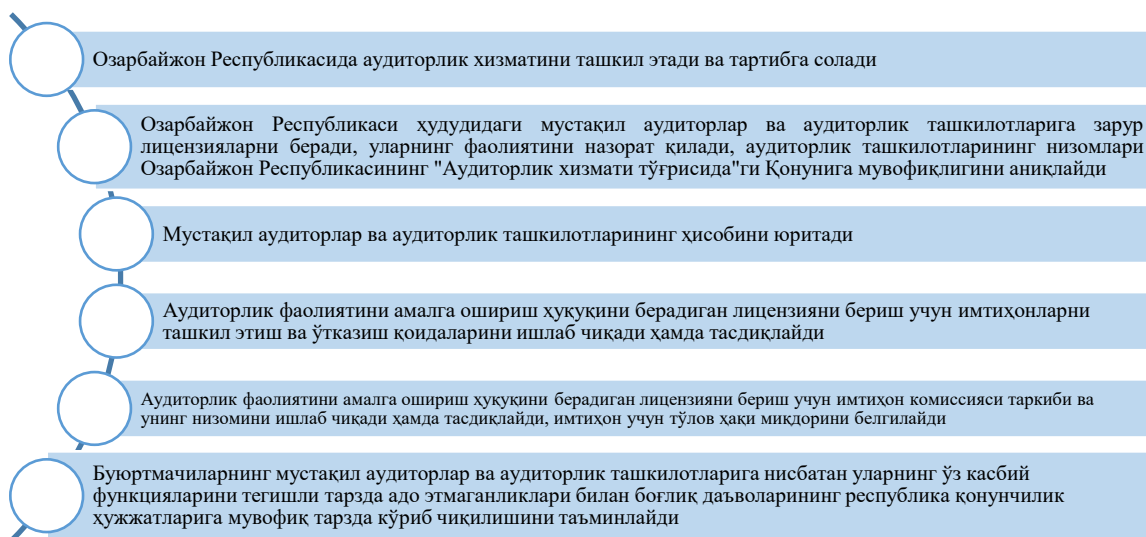 Озарбайжон Республикасида аудиторлик хизматини ташкил этади ва тартибга солади
Озарбайжон Республикаси ҳудудидаги мустақил аудиторлар ва аудиторлик ташкилотларига зарур
лицензияларни беради, уларнинг фаолиятини назорат қилади, аудиторлик ташкилотларининг низомлари
Озарбайжон Республикасининг "Аудиторлик хизмати тўғрисида"ги Қонунига мувофиқлигини аниқлайди
Мустақил аудиторлар ва аудиторлик ташкилотларининг ҳисобини юритади
Аудиторлик фаолиятини амалга ошириш ҳуқуқини берадиган лицензияни бериш учун имтиҳонларни
ташкил этиш ва ўтказиш қоидаларини ишлаб чиқади ҳамда тасдиқлайди
Аудиторлик фаолиятини амалга ошириш ҳуқуқини берадиган лицензияни бериш учун имтиҳон комиссияси таркиби ва
унинг низомини ишлаб чиқади ҳамда тасдиқлайди, имтиҳон учун тўлов ҳақи миқдорини белгилайди
Буюртмачиларнинг мустақил аудиторлар ва аудиторлик ташкилотларига нисбатан уларнинг ўз касбий
функцияларини тегишли тарзда адо этмаганликлари билан боғлиқ даъволарининг республика қонунчилик
ҳужжатларига мувофиқ тарзда кўриб чиқилишини таъминлайди